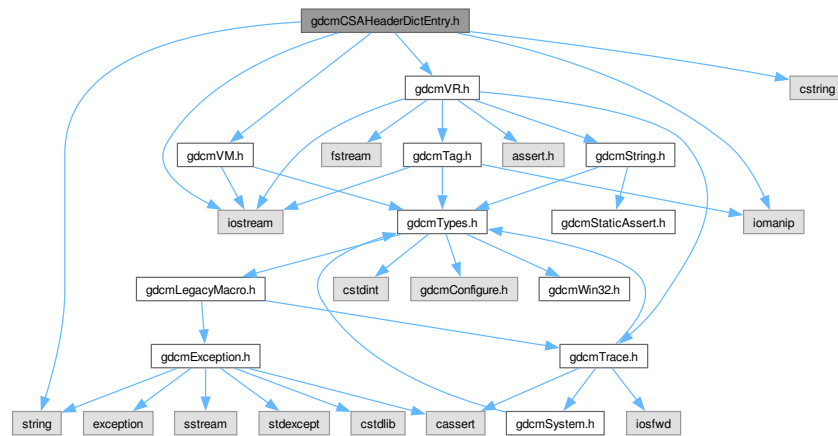 gdcmCSAHeaderDictEntry.h
gdcmVR.h
cstring
gdcmVM.h
fstream
gdcmTag.h
assert.h
gdcmString.h
iostream
gdcmTypes.h
gdcmStaticAssert.h
iomanip
gdcmLegacyMacro.h
cstdint
gdcmConfigure.h
gdcmWin32.h
gdcmException.h
gdcmTrace.h
string
exception
sstream
stdexcept
cstdlib
cassert
gdcmSystem.h
iosfwd